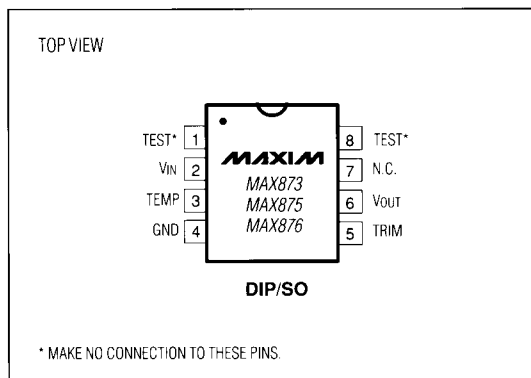 TOP VIEW
TEST* 1 8 TEST*
MAXIM
VIN 2 7 N.C.
MAX873
TEMP 3 MAX875 6 VOUT
MAX876
GND 4 5 TRIM
DIP/SO
* MAKE NO CONNECTION TO THESE PINS.